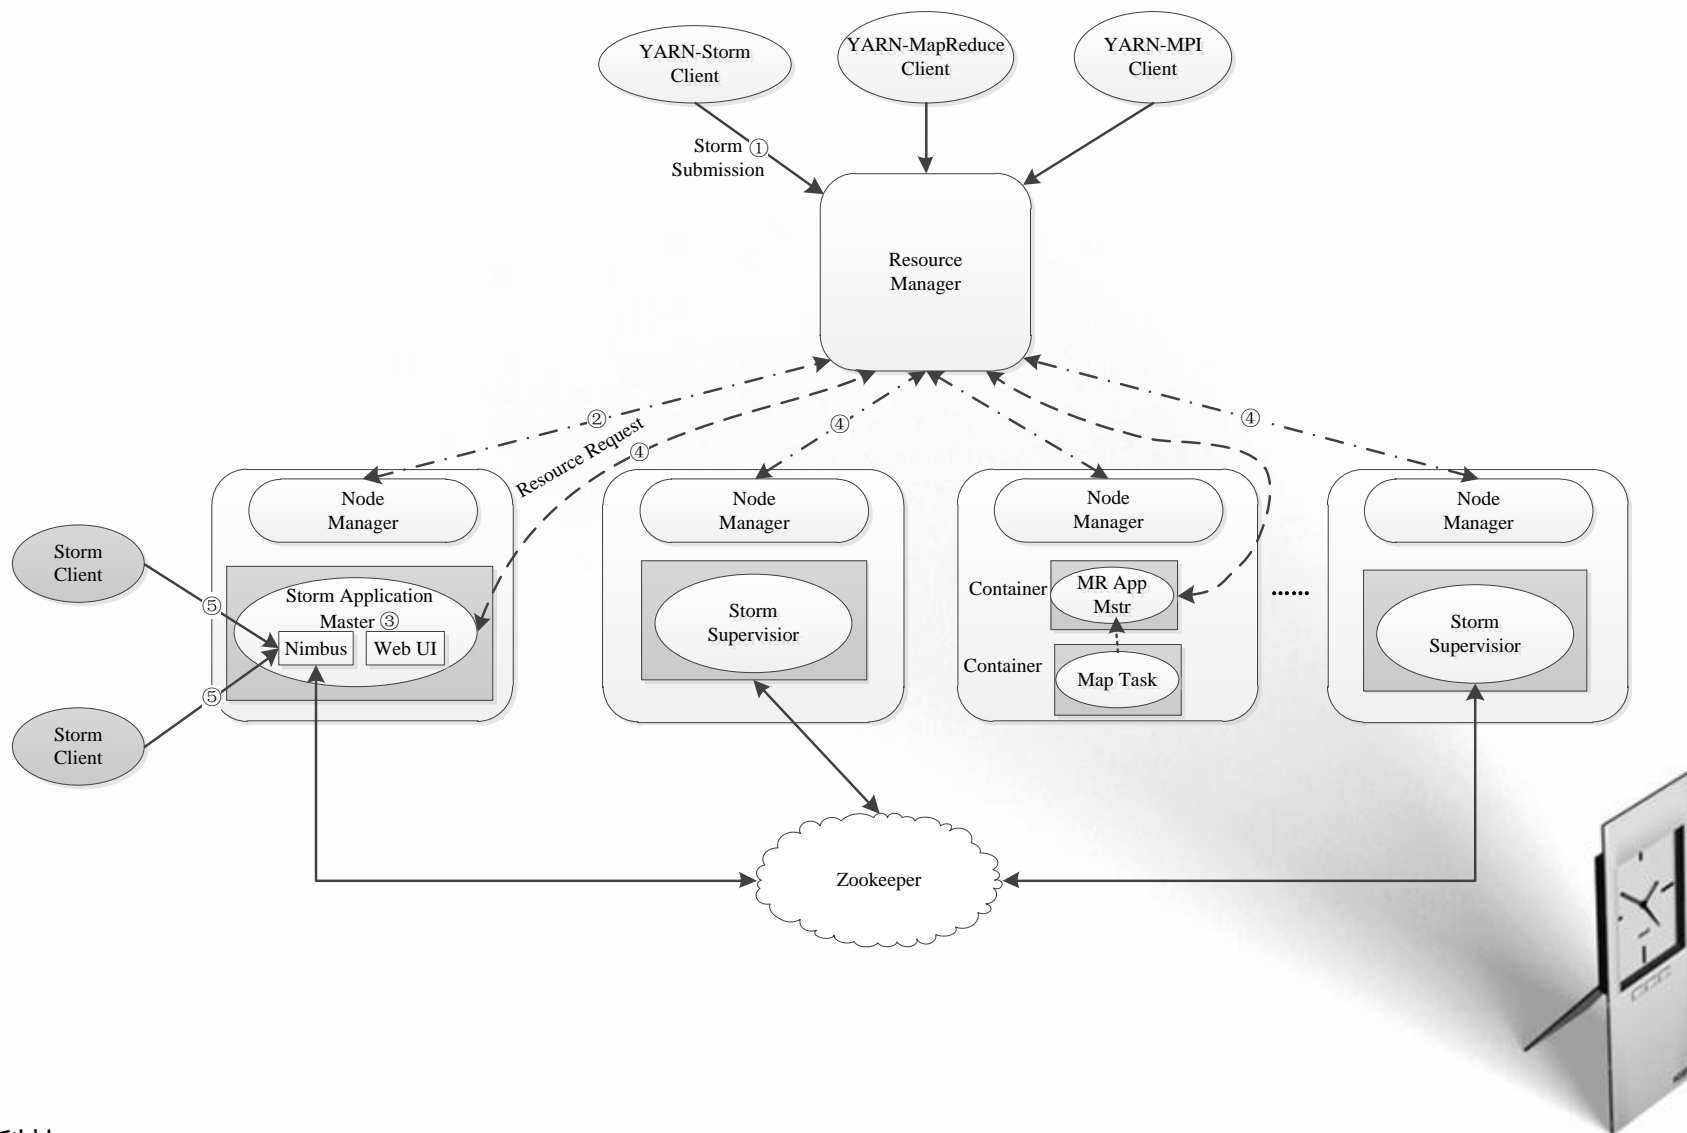 YARN-Storm
Client
YARN-MapReduce
Client
YARN-MPI
Client
Storm ①
Submission
Resource
Manager
②
Resource Request
④
④
④
Node
Manager
Node
Manager
Node
Manager
Node
Manager
Storm
Client
⑤
Storm Application
Master ③
Nimbus
Web UI
Storm
Supervisior
Container
MR App
Mstr
Container
Map Task
......
Storm
Supervisior
⑤
Storm
Client
Zookeeper